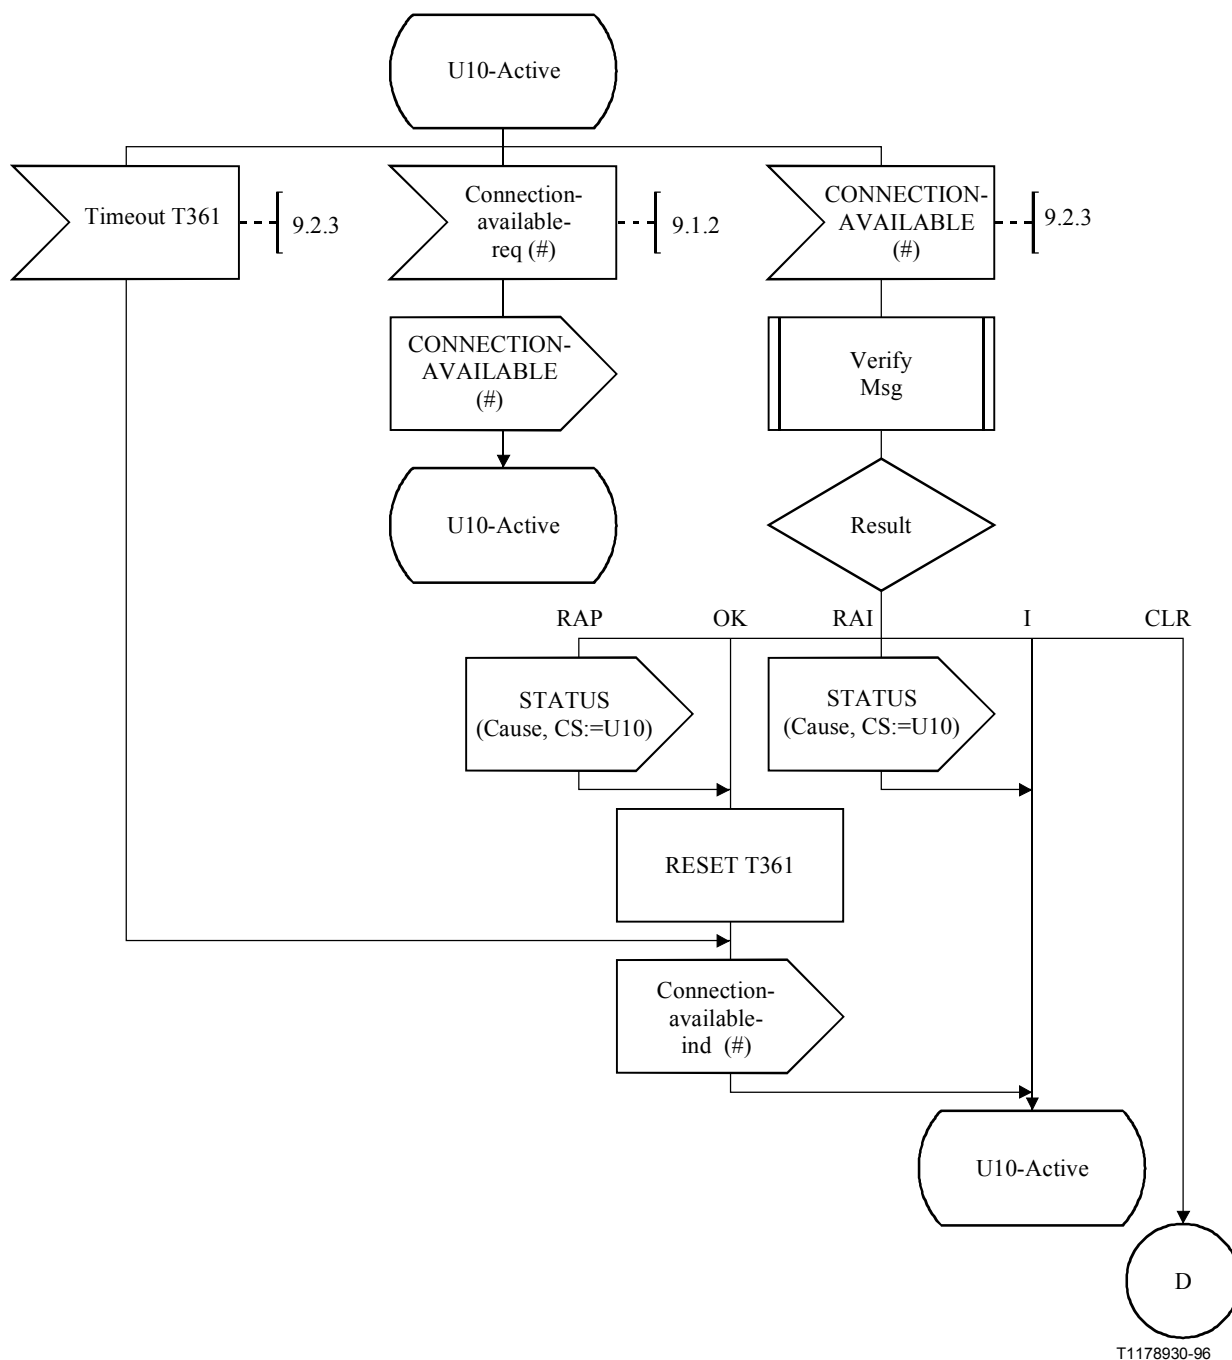 U10-Active
Timeout T361
9.2.3
Connection-
available-
req (#)
9.1.2
CONNECTION-
AVAILABLE
(#)
9.2.3
CONNECTION-
AVAILABLE
(#)
Verify
Msg
U10-Active
Result
RAP
OK
RAI
I
CLR
STATUS
(Cause, CS:=U10)
STATUS
(Cause, CS:=U10)
RESET T361
Connection-
available-
ind (#)
U10-Active
D
T1178930-96